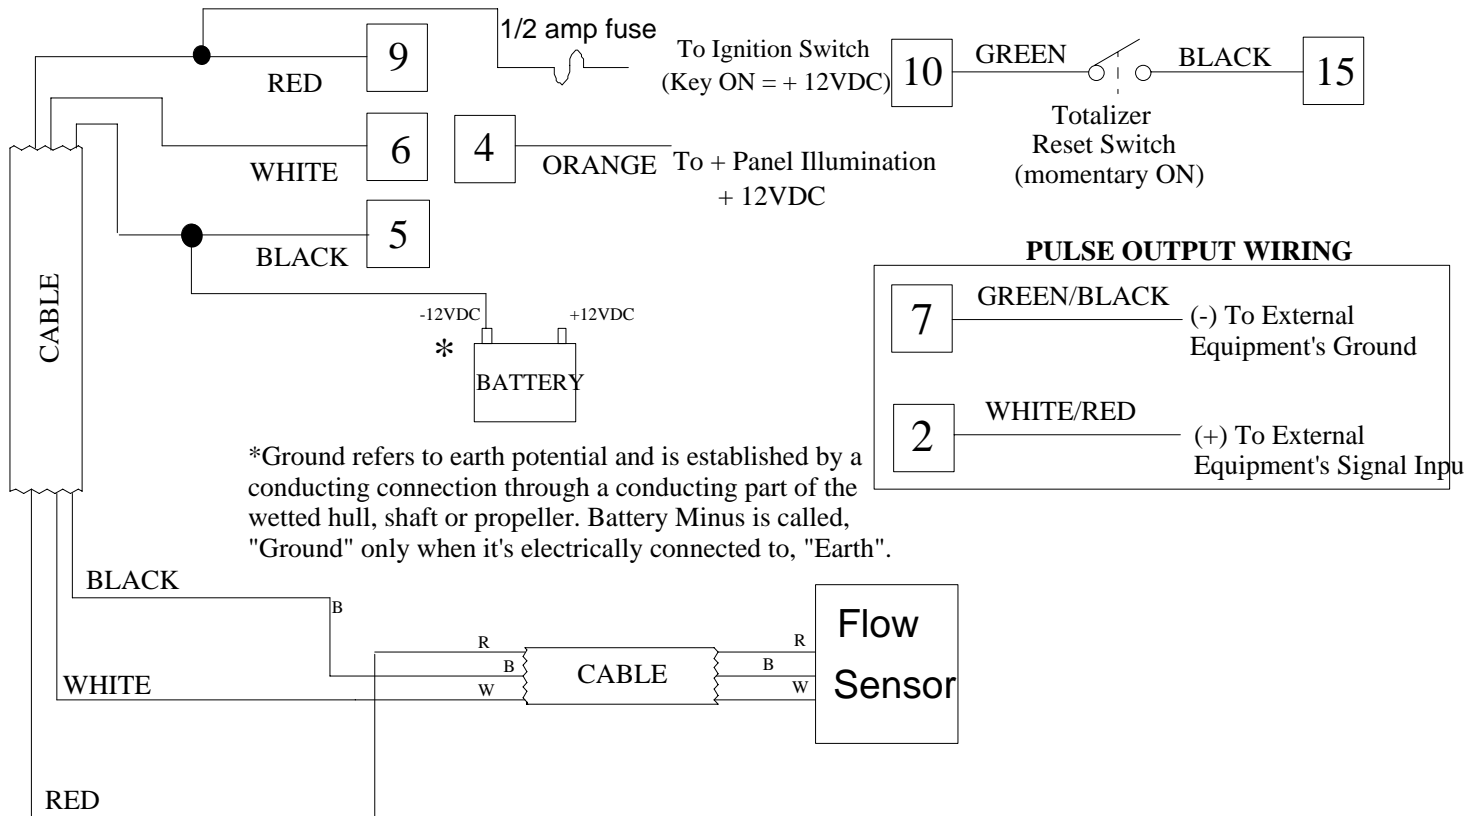 1/2 amp fuse
9
RED
To Ignition Switch
(Key ON = + 12VDC)
10
GREEN
BLACK
15
Totalizer
Reset Switch
(momentary ON)
6
WHITE
4
ORANGE
To + Panel Illumination
+ 12VDC
5
BLACK
CABLE
-12VDC
+12VDC
*
BATTERY
PULSE OUTPUT WIRING
7
GREEN/BLACK
(-) To External
Equipment's Ground
2
WHITE/RED
(+) To External
Equipment's Signal Inpu
*Ground refers to earth potential and is established by a
conducting connection through a conducting part of the
wetted hull, shaft or propeller. Battery Minus is called,
"Ground" only when it's electrically connected to, "Earth".
BLACK
B
WHITE
RED
R
B
W
CABLE
R
B
W
Flow
Sensor